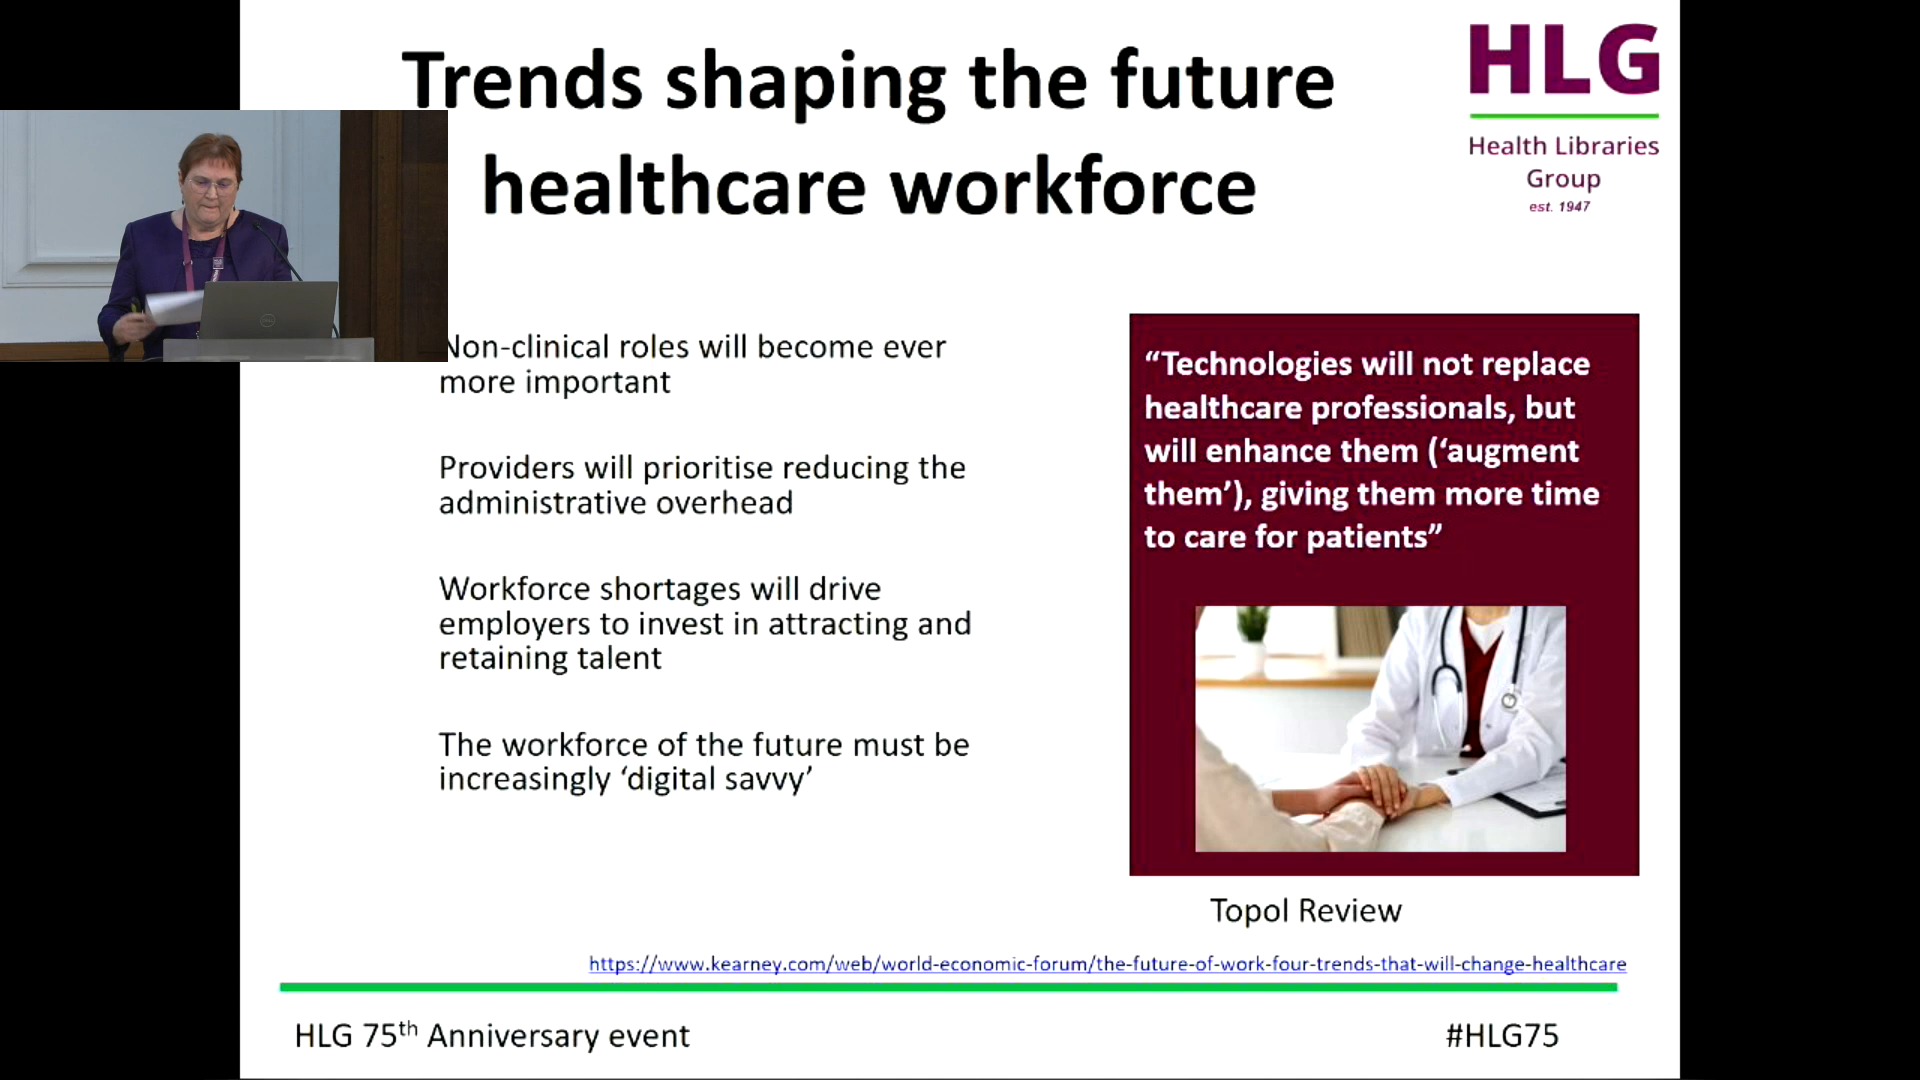 Trends shaping the future
healthcare workforce
HLG
Health Libraries
Group
est. 1947
Non-clinical roles will become ever
more important
Providers will prioritise reducing the
administrative overhead
Workforce shortages will drive
employers to invest in attracting and
retaining talent
The workforce of the future must be
increasingly ‘digital savvy’
“Technologies will not replace
healthcare professionals, but
will enhance them (‘augment
them’), giving them more time
to care for patients”
Topol Review
https://www.kearney.com/web/world-economic-forum/the-future-of-work-four-trends-that-will-change-healthcare
HLG 75th Anniversary event
#HLG75